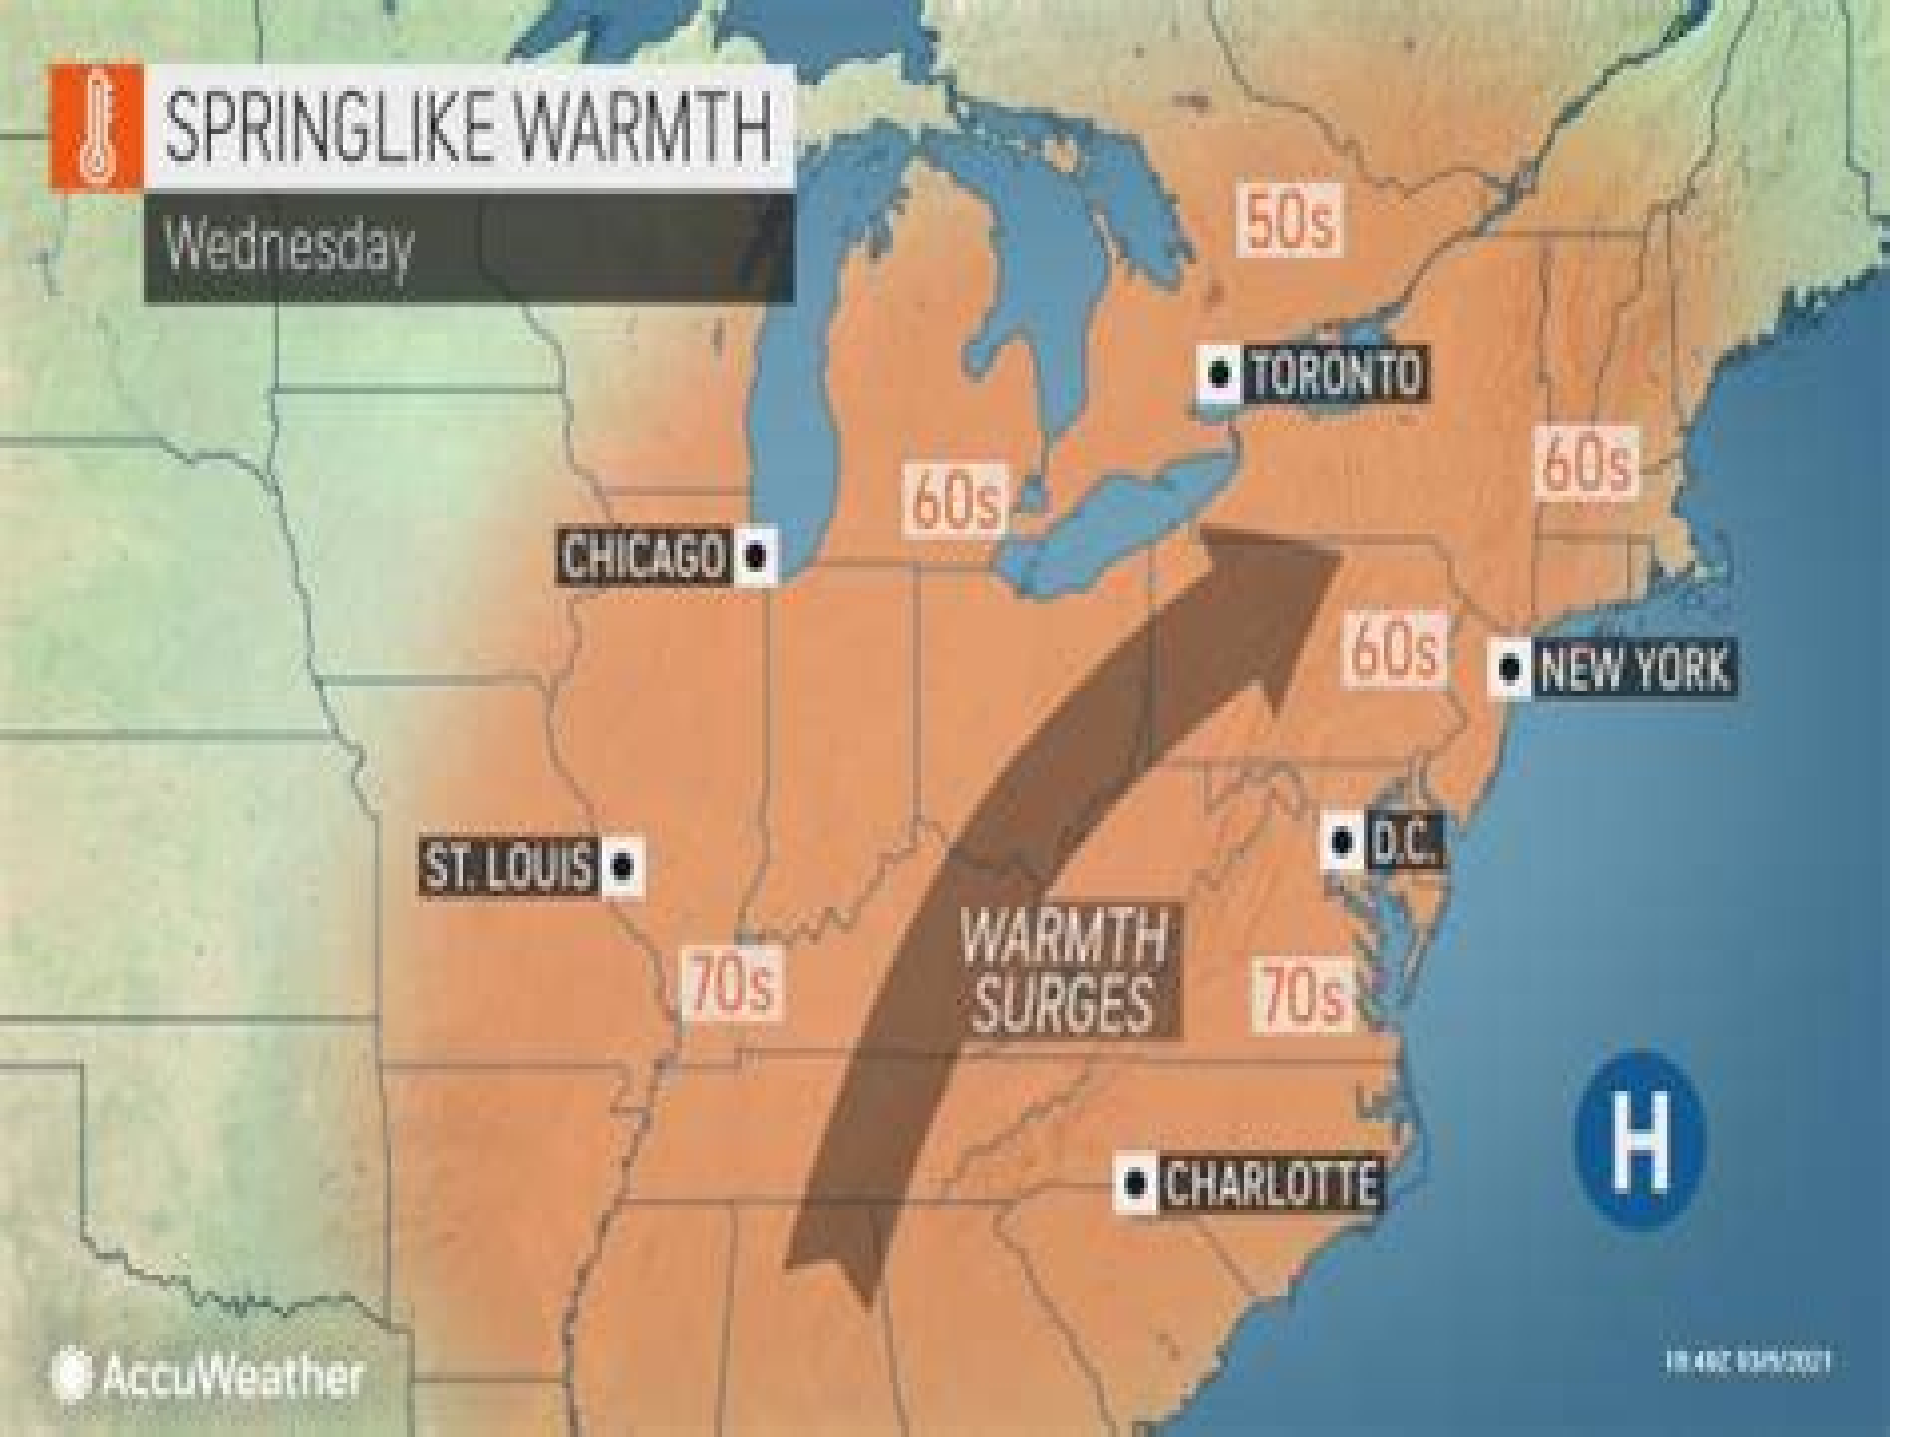 SPRINGLIKE WARMTH
Wednesday
50s
TORONTO
60s
60s
CHICAGO
60s
NEW YORK
D.C.
ST. LOUIS
WARMTH
SURGES
70s
70s
H
CHARLOTTE
AccuWeather